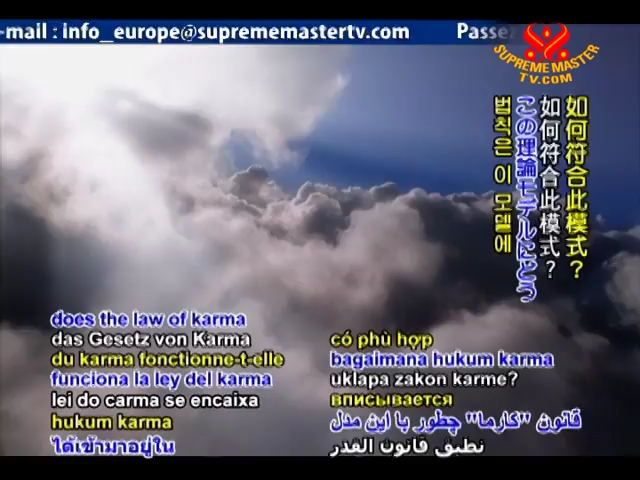 -mail : info_europe@suprememastertv.com
Passez
SUPREME MASTER
TV.COM
如何符合此模式？
如何符合此模式？
この理論モデルにどう
법칙은 이 모델에
does the law of karma
das Gesetz von Karma
du karma fonctionne-t-elle
funciona la ley del karma
lei do carma se encaixa
hukum karma
ได้เข้ามาอยู่ใน
có phù hợp
bagaimana hukum karma
uklapa zakon karme?
вписывается
قانون "کارما" چطور با این مدل
نطبق قانون القدر